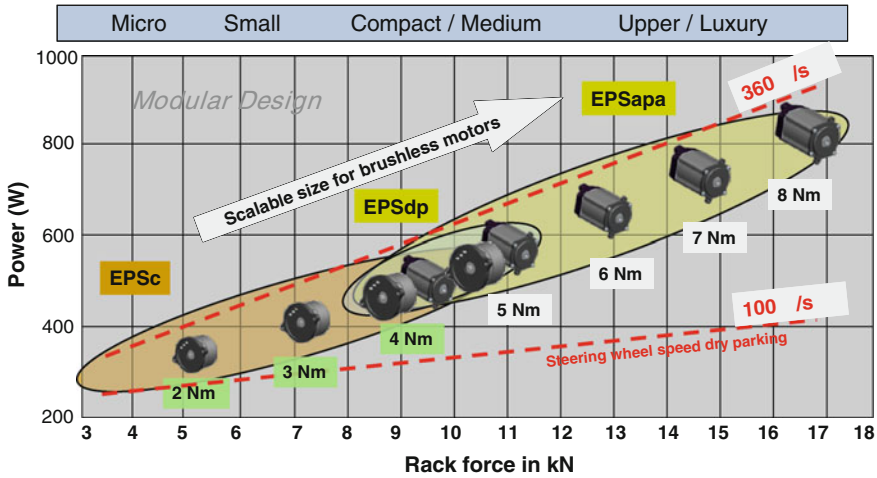 Micro Small Compact / Medium Upper / Luxury
1000
800
600
400
200
Power (W)
Modular Design
Scalable size for brushless motors
EPSapa
360 /s
EPSdp
EPSc
8 Nm
7 Nm
6 Nm
5 Nm
4 Nm
3 Nm
2 Nm
100 /s
Steering wheel speed dry parking
3 4 5 6 7 8 9 10 11 12 13 14 15 16 17 18
Rack force in kN